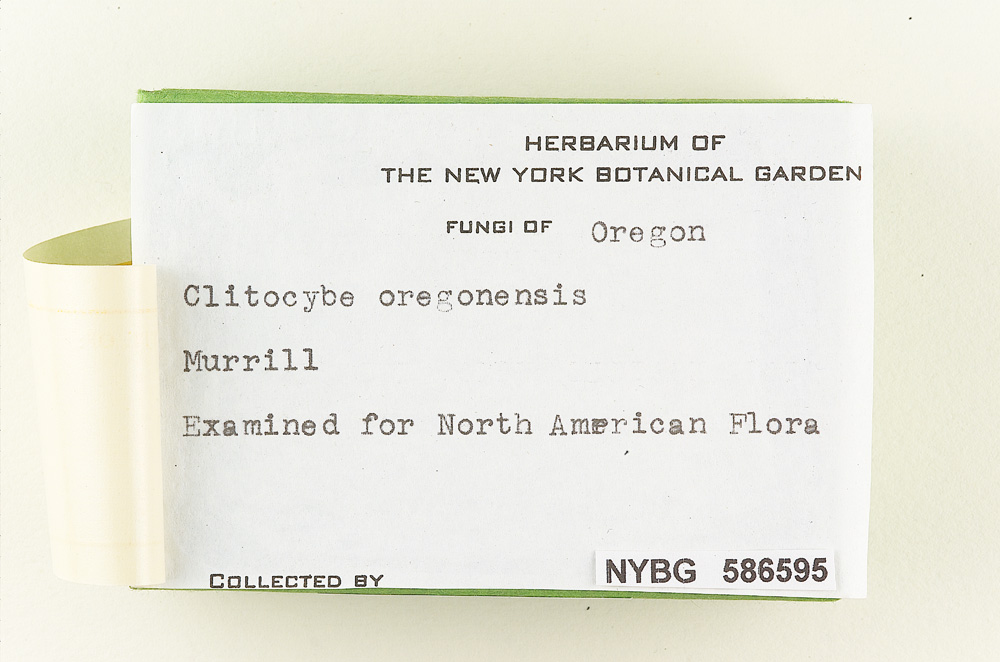 HERBARIUM OF
THE NEW YORK BOTANICAL GARDEN
FUNGI OF Oregon
Clitocybe oregonensis
Murrill
Examined for North American Flora
COLLECTED BY
NYBG 586595